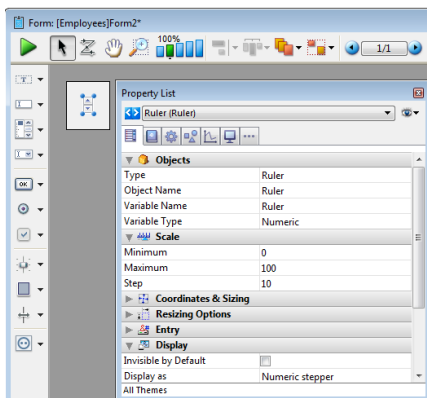 Form: [Employees]Form2*
100%
1/1
Property List
Ruler (Ruler)
Objects
Type Ruler
Object Name Ruler
Variable Name Ruler
Variable Type Numeric
Scale
Minimum 0
Maximum 100
Step 10
OK
Coordinates & Sizing
Resizing Options
Entry
Display
Invisible by Default
Display as Numeric stepper
All Themes